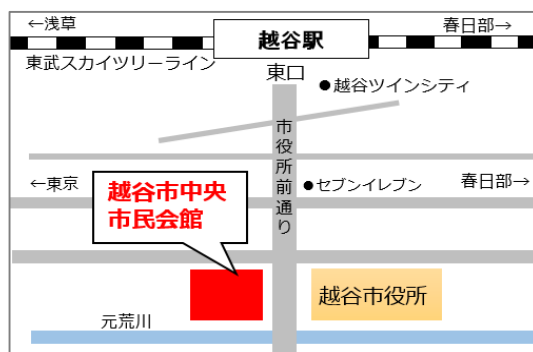 ←浅草
越谷駅
春日部→
東武スカイツリーライン
東口
●越谷ツインシティ
市役所前通り
←東京
●セブンイレブン
春日部→
越谷市中央
市民会館
越谷市役所
元荒川